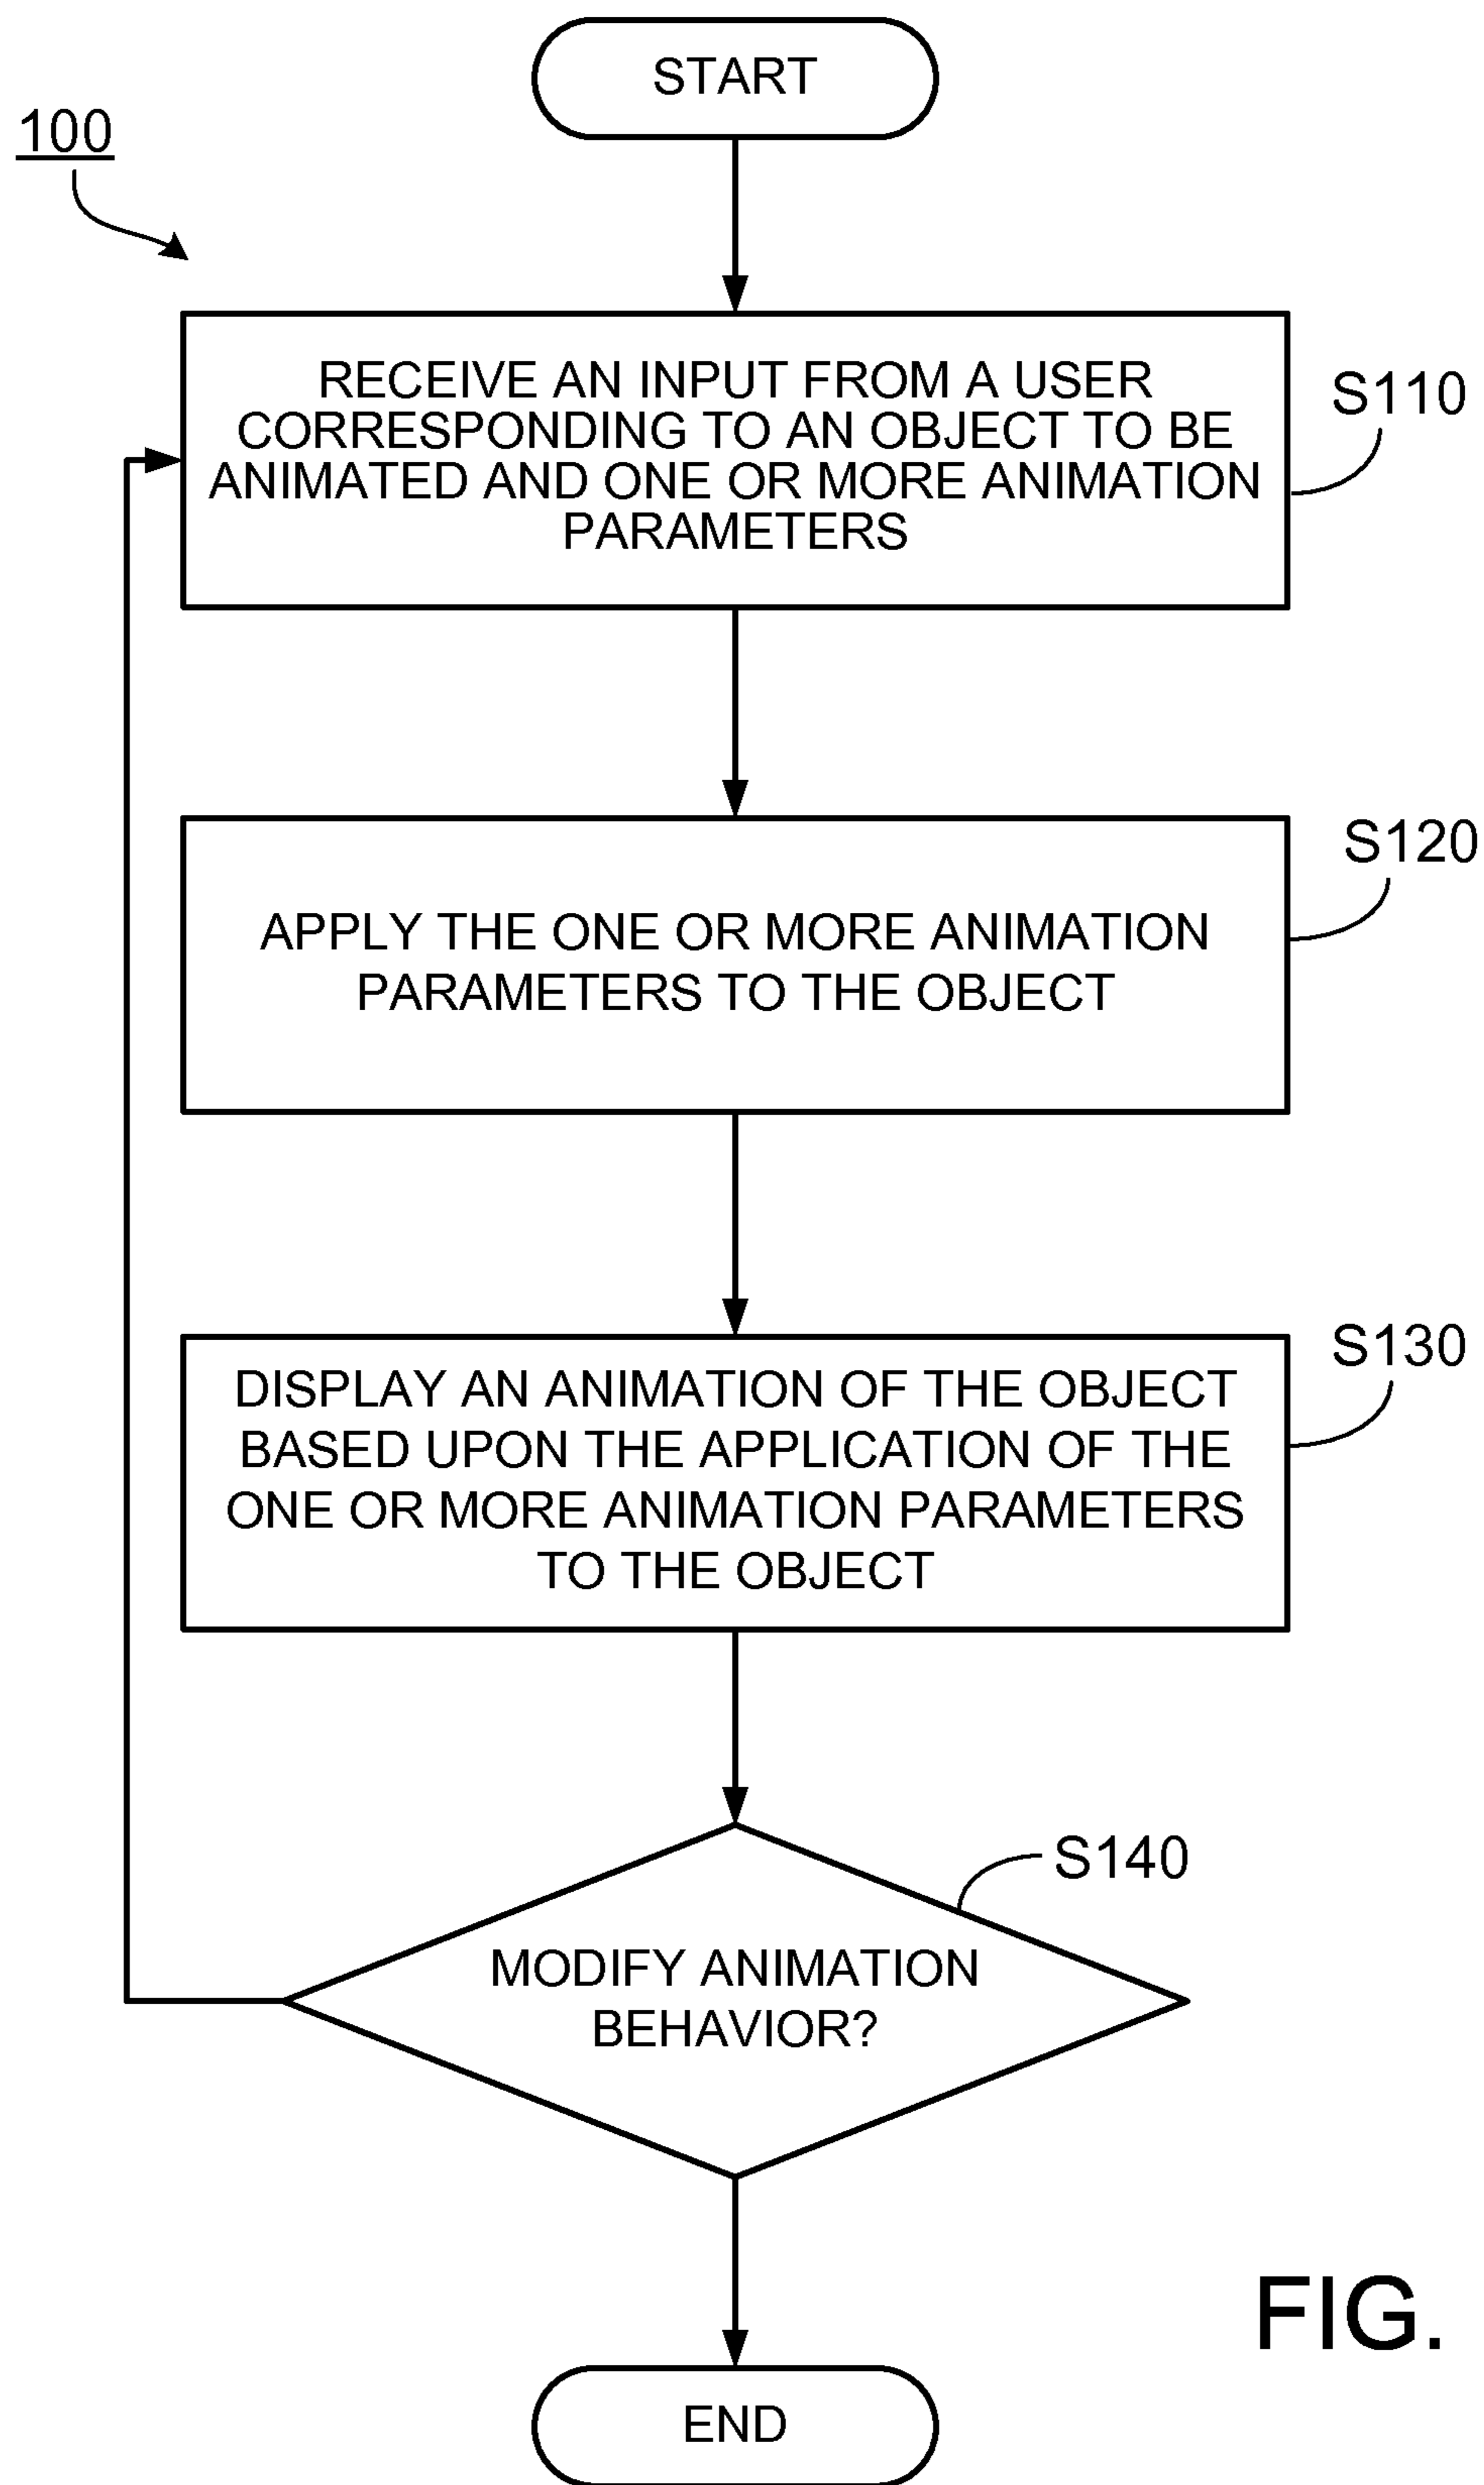 START
100
RECEIVE AN INPUT FROM A USER
CORRESPONDING TO AN OBJECT TO BE
ANIMATED AND ONE OR MORE ANIMATION
PARAMETERS
S110
S120
APPLY THE ONE OR MORE ANIMATION
PARAMETERS TO THE OBJECT
S130
DISPLAY AN ANIMATION OF THE OBJECT
BASED UPON THE APPLICATION OF THE
ONE OR MORE ANIMATION PARAMETERS
TO THE OBJECT
S140
MODIFY ANIMATION
BEHAVIOR?
FIG.
END